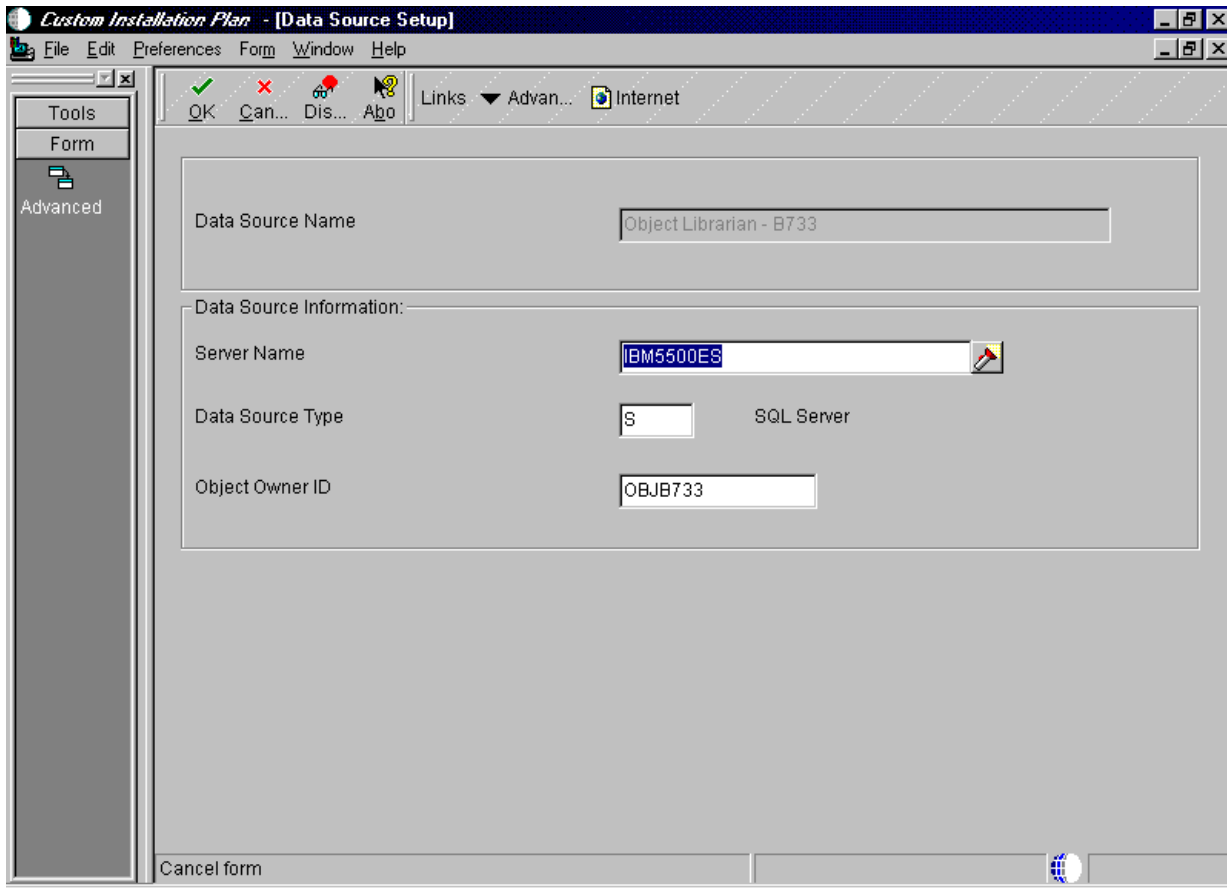 Custom Installation Plan - [Data Source Setup]
File Edit Preferences Form Window Help
Tools
Form
Advanced
OK Can... Dis... Abo Links Advan... Internet
Data Source Name Object Librarian - B733
Data Source Information:
Server Name IBM5500ES
Data Source Type S SQL Server
Object Owner ID OBJB733
Cancel form